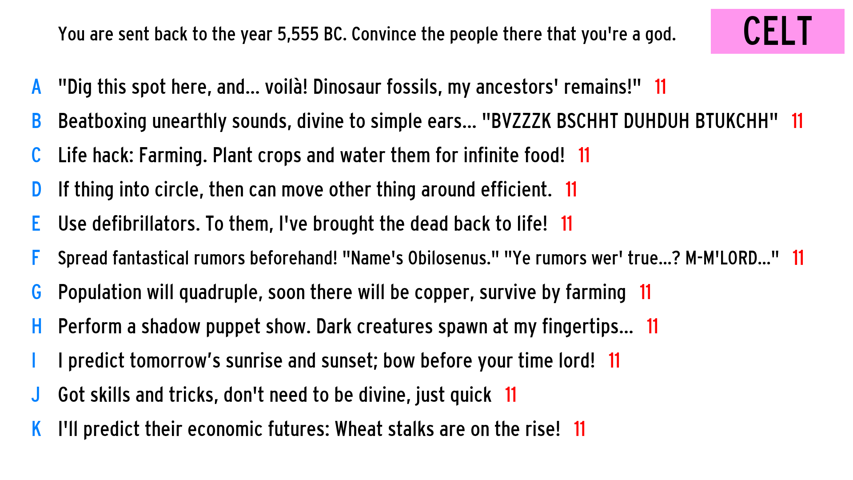 You are sent back to the year 5,555 BC. Convince the people there that you're a god.
CELT
A "Dig this spot here, and... voilà! Dinosaur fossils, my ancestors' remains!" 11
B Beatboxing unearthly sounds, divine to simple ears... "BVZZZK BSCHHT DUHDUH BTUKCHH" 11
C Life hack: Farming. Plant crops and water them for infinite food! 11
D If thing into circle, then can move other thing around efficient. 11
E Use defibrillators. To them, I've brought the dead back to life! 11
F Spread fantastical rumors beforehand! "Name's Obilosenus." "Ye rumors wer' true...? M-M'LORD..." 11
G Population will quadruple, soon there will be copper, survive by farming 11
H Perform a shadow puppet show. Dark creatures spawn at my fingertips... 11
I I predict tomorrow’s sunrise and sunset; bow before your time lord! 11
J Got skills and tricks, don't need to be divine, just quick 11
K I'll predict their economic futures: Wheat stalks are on the rise! 11